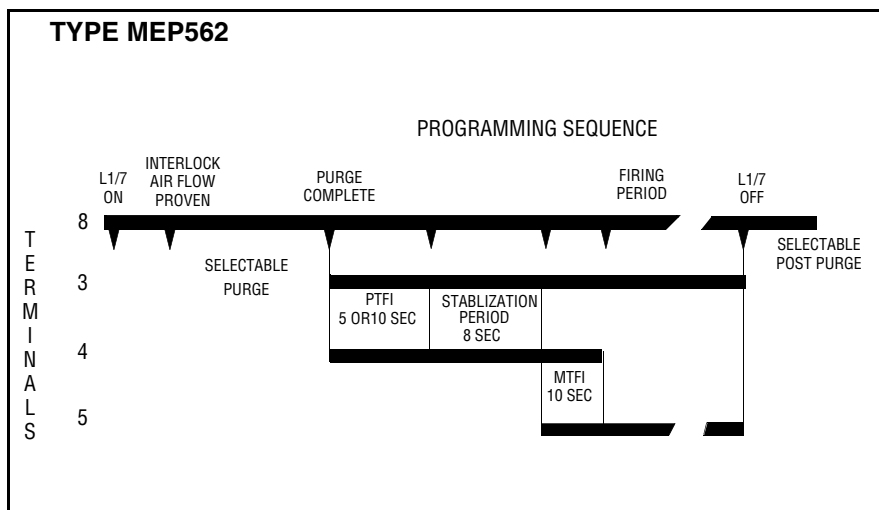 TYPE MEP562
PROGRAMMING SEQUENCE
L1/7
ON
INTERLOCK
AIR FLOW
PROVEN
PURGE
COMPLETE
FIRING
PERIOD
L1/7
OFF
TERMINALS
8
SELECTABLE
PURGE
SELECTABLE
POST PURGE
3
PTFI
5 OR10 SEC
STABLIZATION
PERIOD
8 SEC
4
MTFI
10 SEC
5